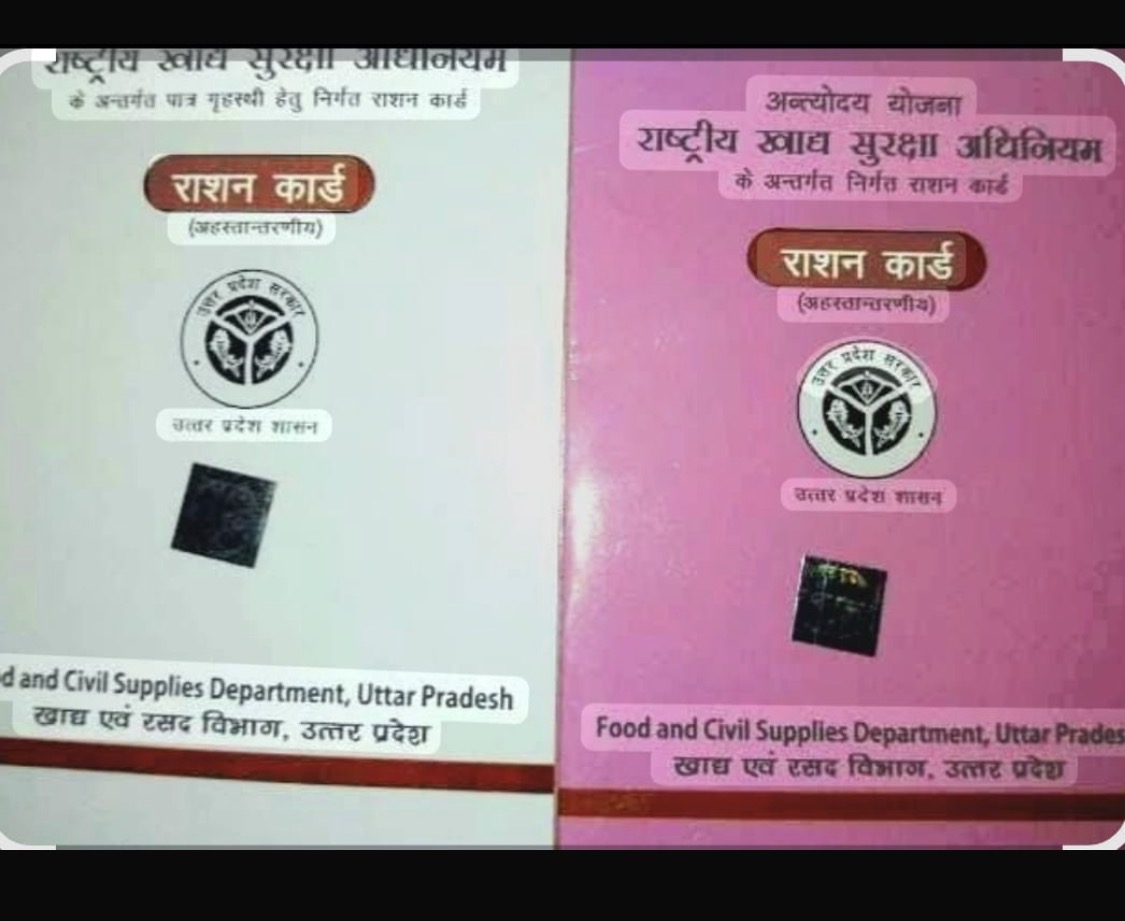 राष्ट्रीय खाद्य सुरक्षा अधिनियम
के अन्तर्गत पात्र गृहस्थी हेतु निर्गत राशन कार्ड
राशन कार्ड
(अहस्तान्तरणीय)
उत्तर प्रदेश सरकार
उत्तर प्रदेश शासन
d and Civil Supplies Department, Uttar Pradesh
खाद्य एवं रसद विभाग, उत्तर प्रदेश
अन्त्योदय योजना
राष्ट्रीय खाद्य सुरक्षा अधिनियम
के अन्तर्गत निर्गत राशन कार्ड
राशन कार्ड
(अहस्तान्तरणीय)
उत्तर प्रदेश सरकार
उत्तर प्रदेश शासन
Food and Civil Supplies Department, Uttar Prades
खाद्य एवं रसद विभाग, उत्तर प्रदेश